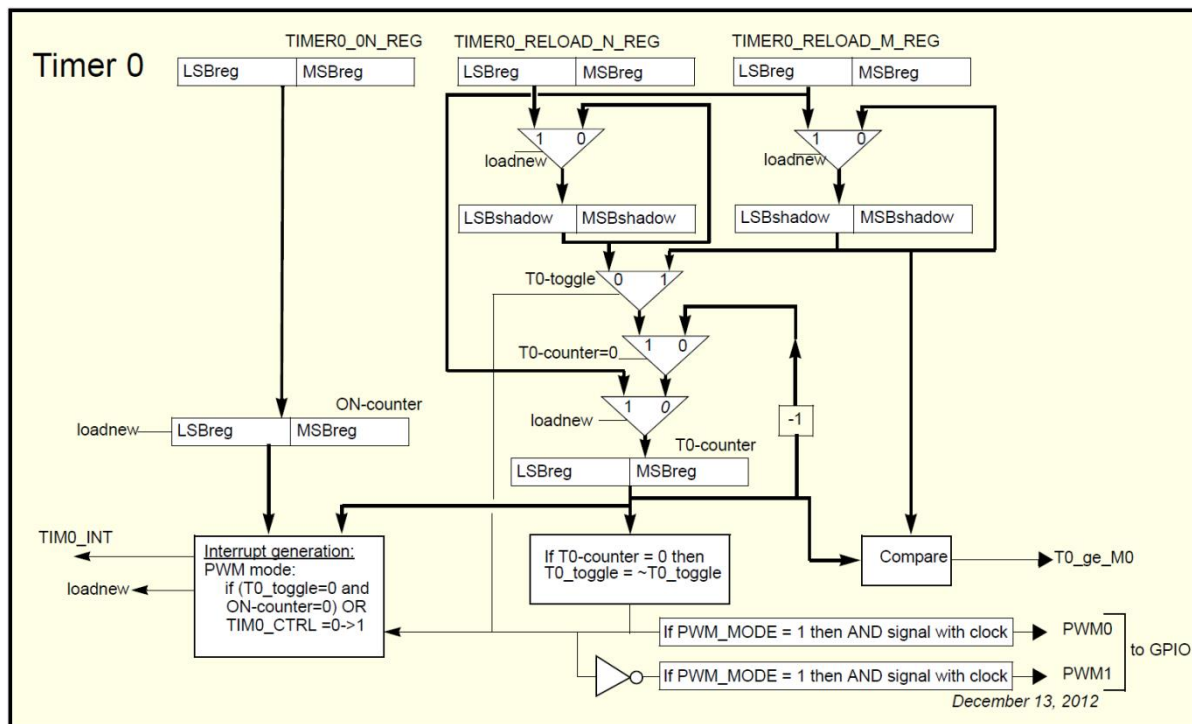 Timer 0
TIMER0_0N_REG
TIMER0_RELOAD_N_REG
TIMER0_RELOAD_M_REG
LSBreg
MSBreg
LSBreg
MSBreg
LSBreg
MSBreg
1
0
loadnew
1
0
loadnew
LSBshadow
MSBshadow
LSBshadow
MSBshadow
T0-toggle
0
1
T0-counter=0
1
0
loadnew
1
0
-1
ON-counter
loadnew
LSBreg
MSBreg
T0-counter
LSBreg
MSBreg
TIM0_INT
loadnew
Interrupt generation:
PWM mode:
if (T0_toggle=0 and
ON-counter=0) OR
TIM0_CTRL =0->1
If T0-counter = 0 then
T0_toggle = ~T0_toggle
Compare
T0_ge_M0
If PWM_MODE = 1 then AND signal with clock
PWM0
to GPIO
If PWM_MODE = 1 then AND signal with clock
PWM1
December 13, 2012